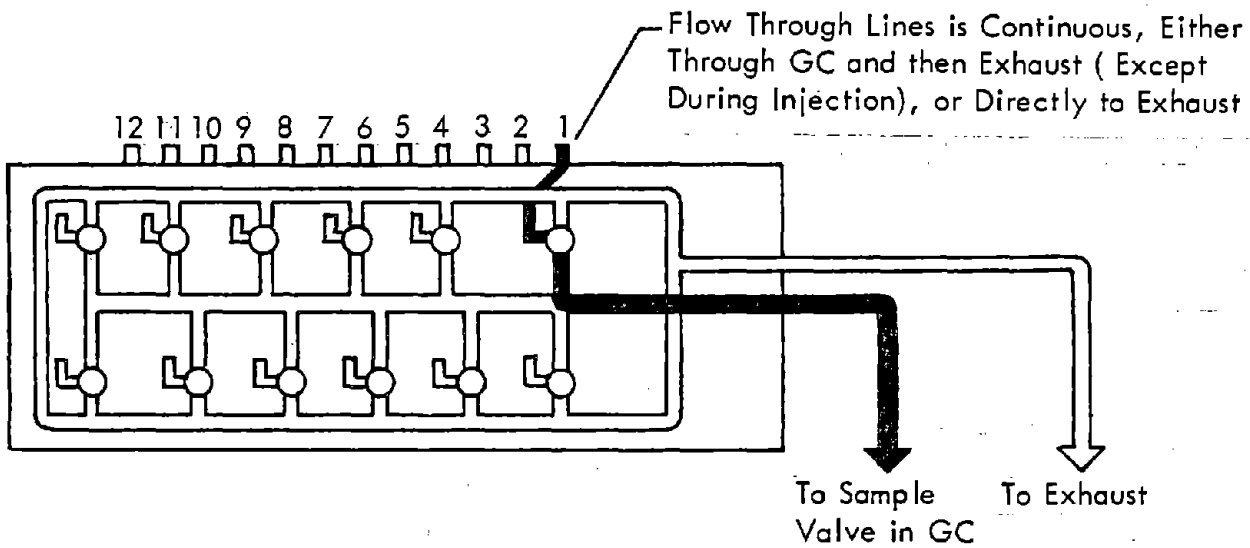 Flow Through Lines is Continuous, Either
Through GC and then Exhaust ( Except
During Injection), or Directly to Exhaust
12 11 10 9 8 7 6 5 4 3 2 1
To Sample
Valve in GC
To Exhaust